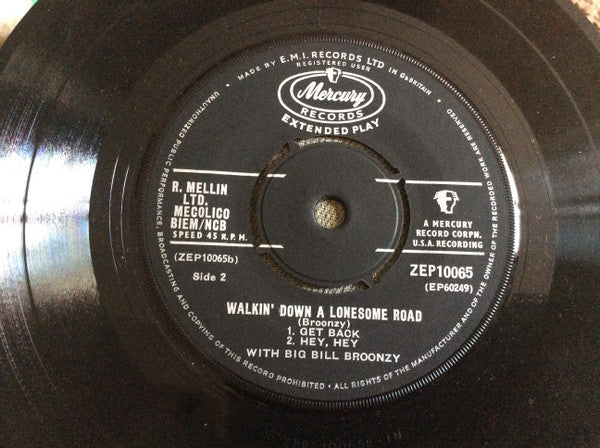 MADE BY E.M.I. RECORDS LTD IN GᵗBRITAIN
REGISTERED USER
Mercury
RECORDS
EXTENDED PLAY
R. MELLIN
LTD.
MECOLICO
BIEM/NCB
SPEED 45 R.P.M.
A MERCURY
RECORD CORPN.
U.S.A. RECORDING
(ZEP10065b)
Side 2
ZEP10065
(EP60249)
WALKIN' DOWN A LONESOME ROAD
(Broonzy)
1. GET BACK
2. HEY, HEY
WITH BIG BILL BROONZY
UNAUTHORIZED PUBLIC PERFORMANCE, BROADCASTING AND COPYING OF THIS RECORD PROHIBITED • ALL RIGHTS OF THE MANUFACTURER AND OF THE OWNER OF THE RECORDED WORK ARE RESERVED